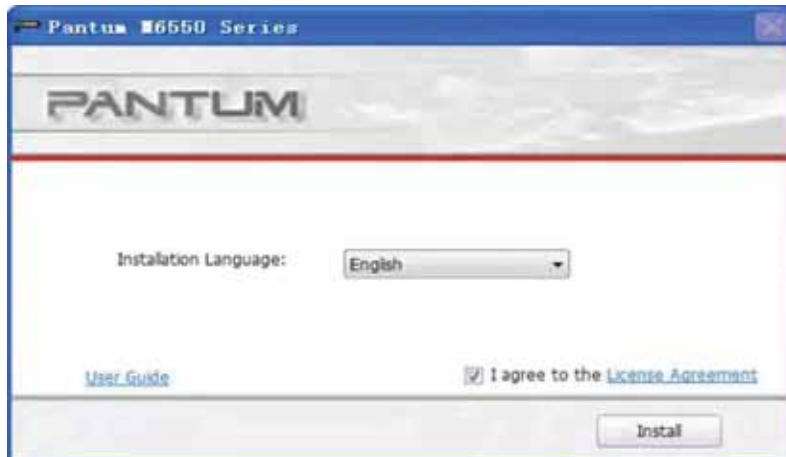 Pantum M6550 Series
PANTUM
Installation Language: English
User Guide I agree to the License Agreement
Install